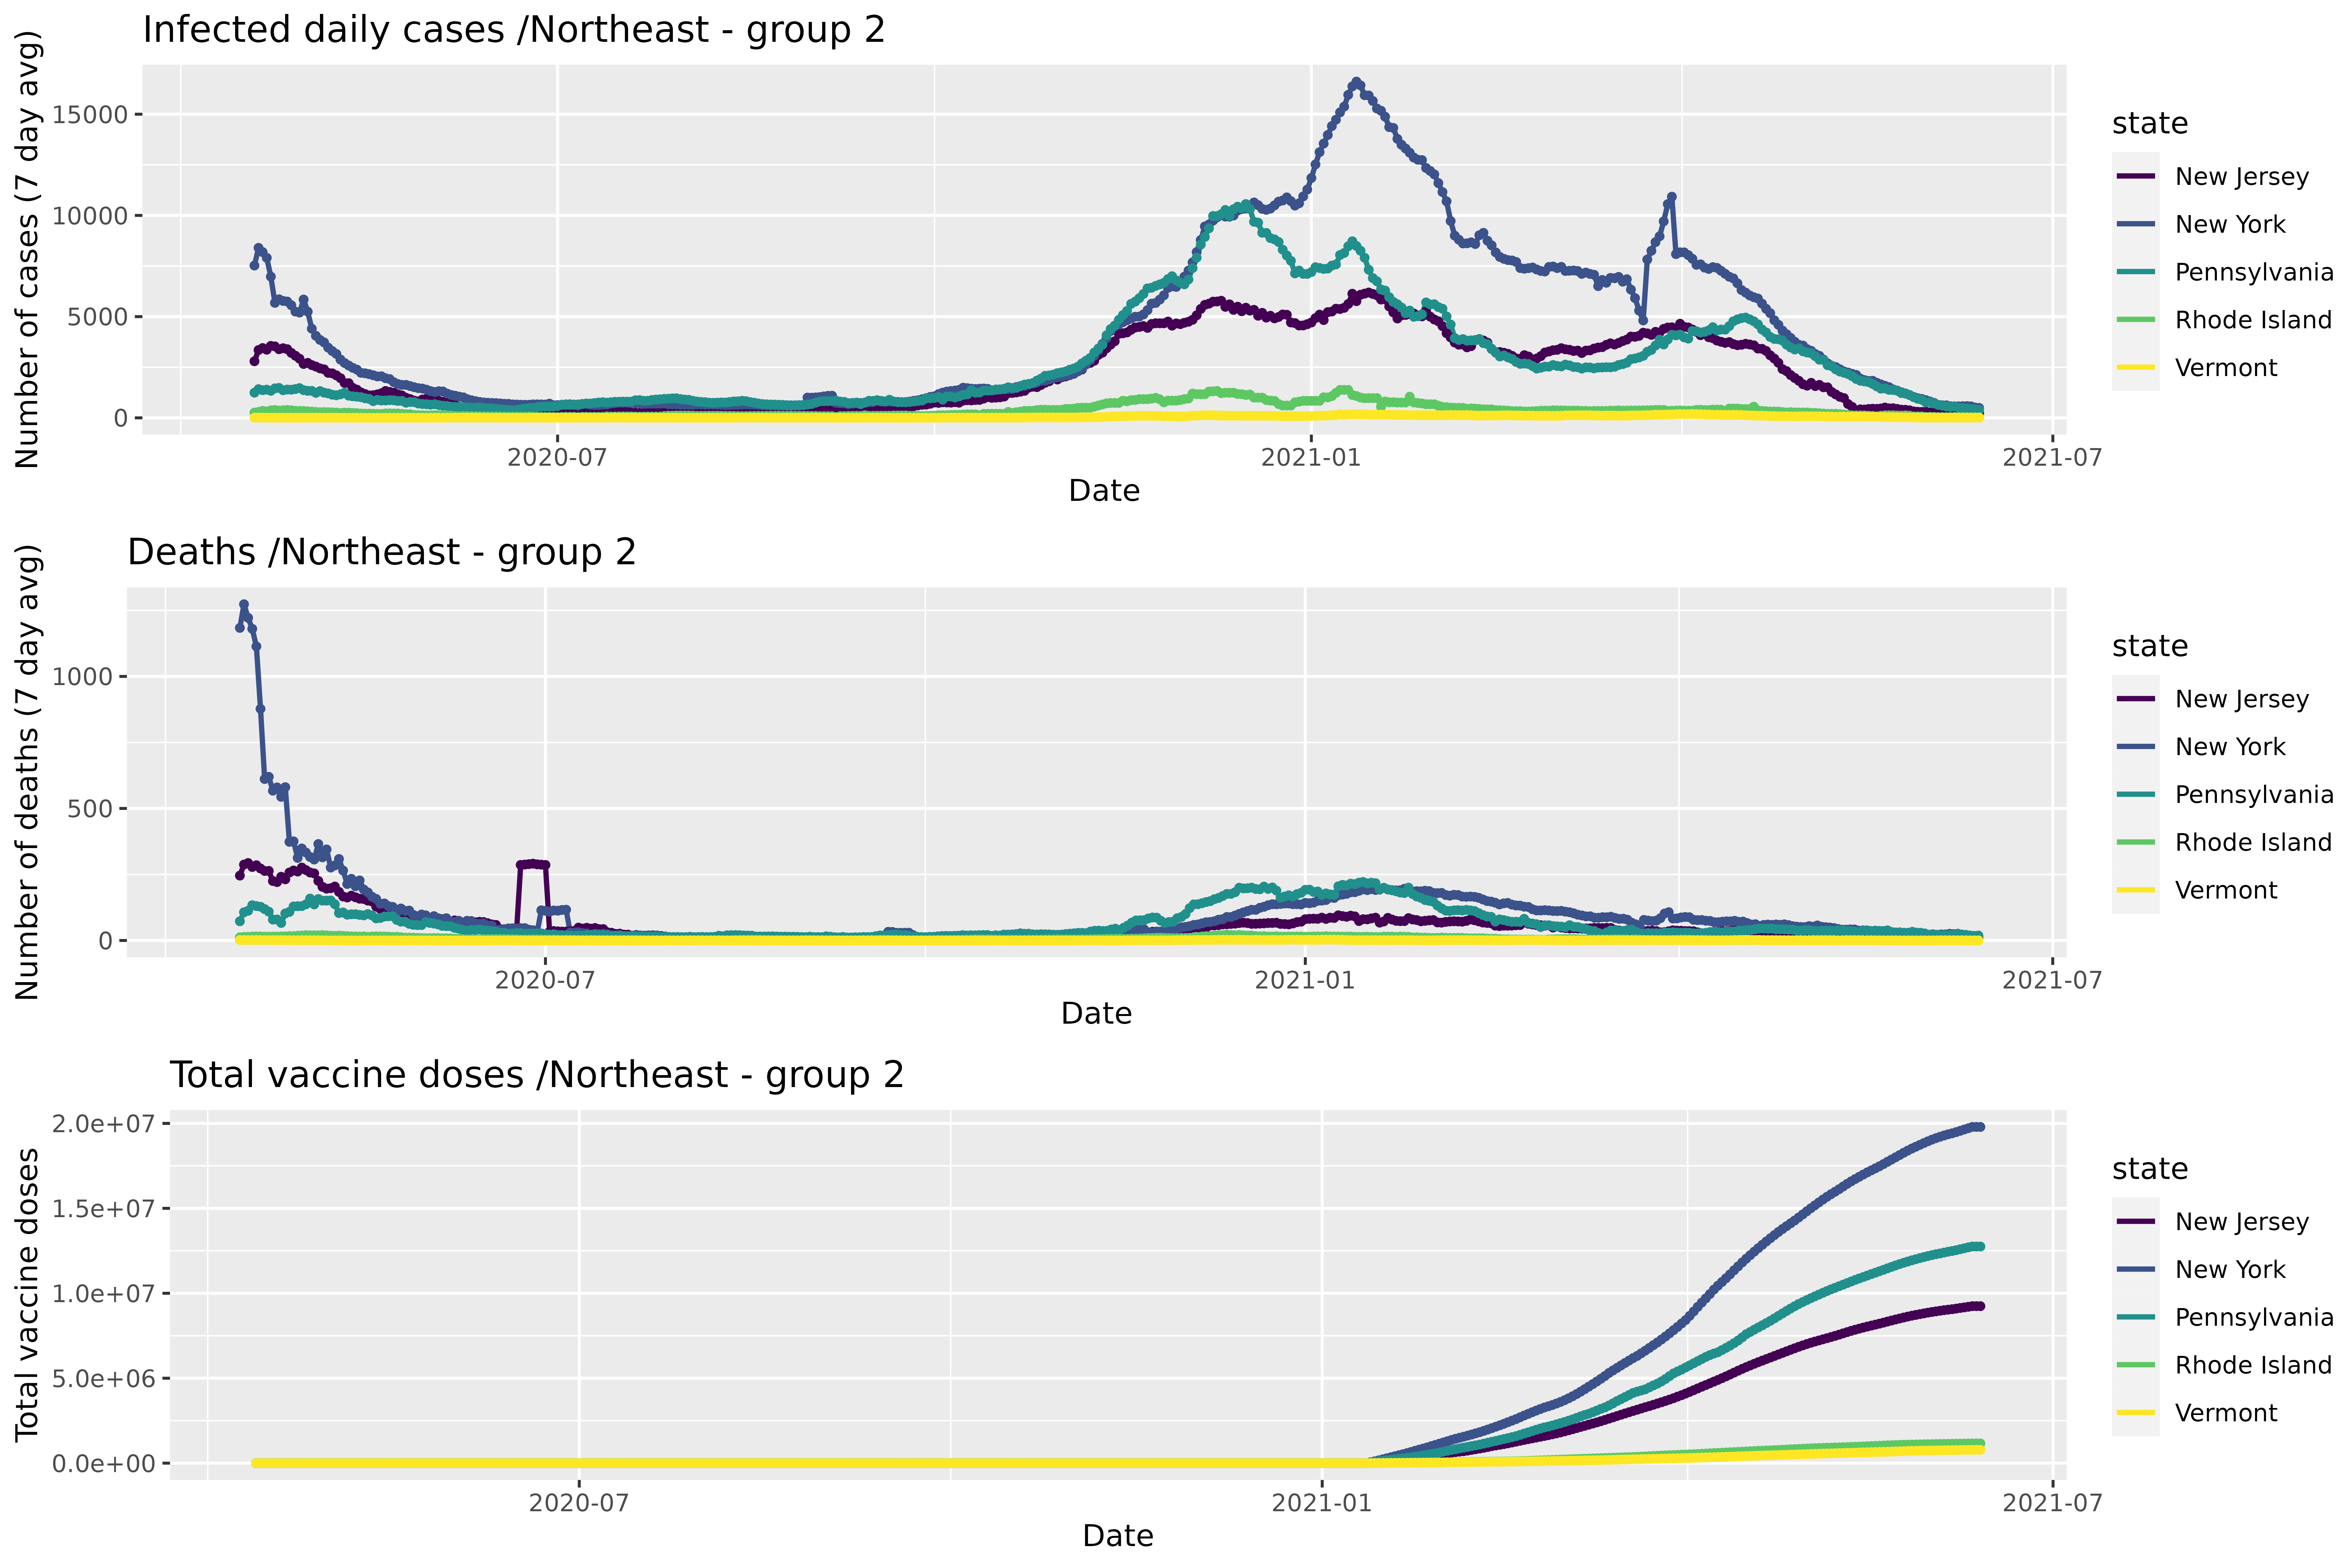 Infected daily cases /Northeast - group 2
Number of cases (7 day avg)
15000
10000
5000
0
2020-07
2021-01
2021-07
Date
state
New Jersey
New York
Pennsylvania
Rhode Island
Vermont
Deaths /Northeast - group 2
Number of deaths (7 day avg)
1000
500
0
2020-07
2021-01
2021-07
Date
state
New Jersey
New York
Pennsylvania
Rhode Island
Vermont
Total vaccine doses /Northeast - group 2
Total vaccine doses
2.0e+07
1.5e+07
1.0e+07
5.0e+06
0.0e+00
2020-07
2021-01
2021-07
Date
state
New Jersey
New York
Pennsylvania
Rhode Island
Vermont